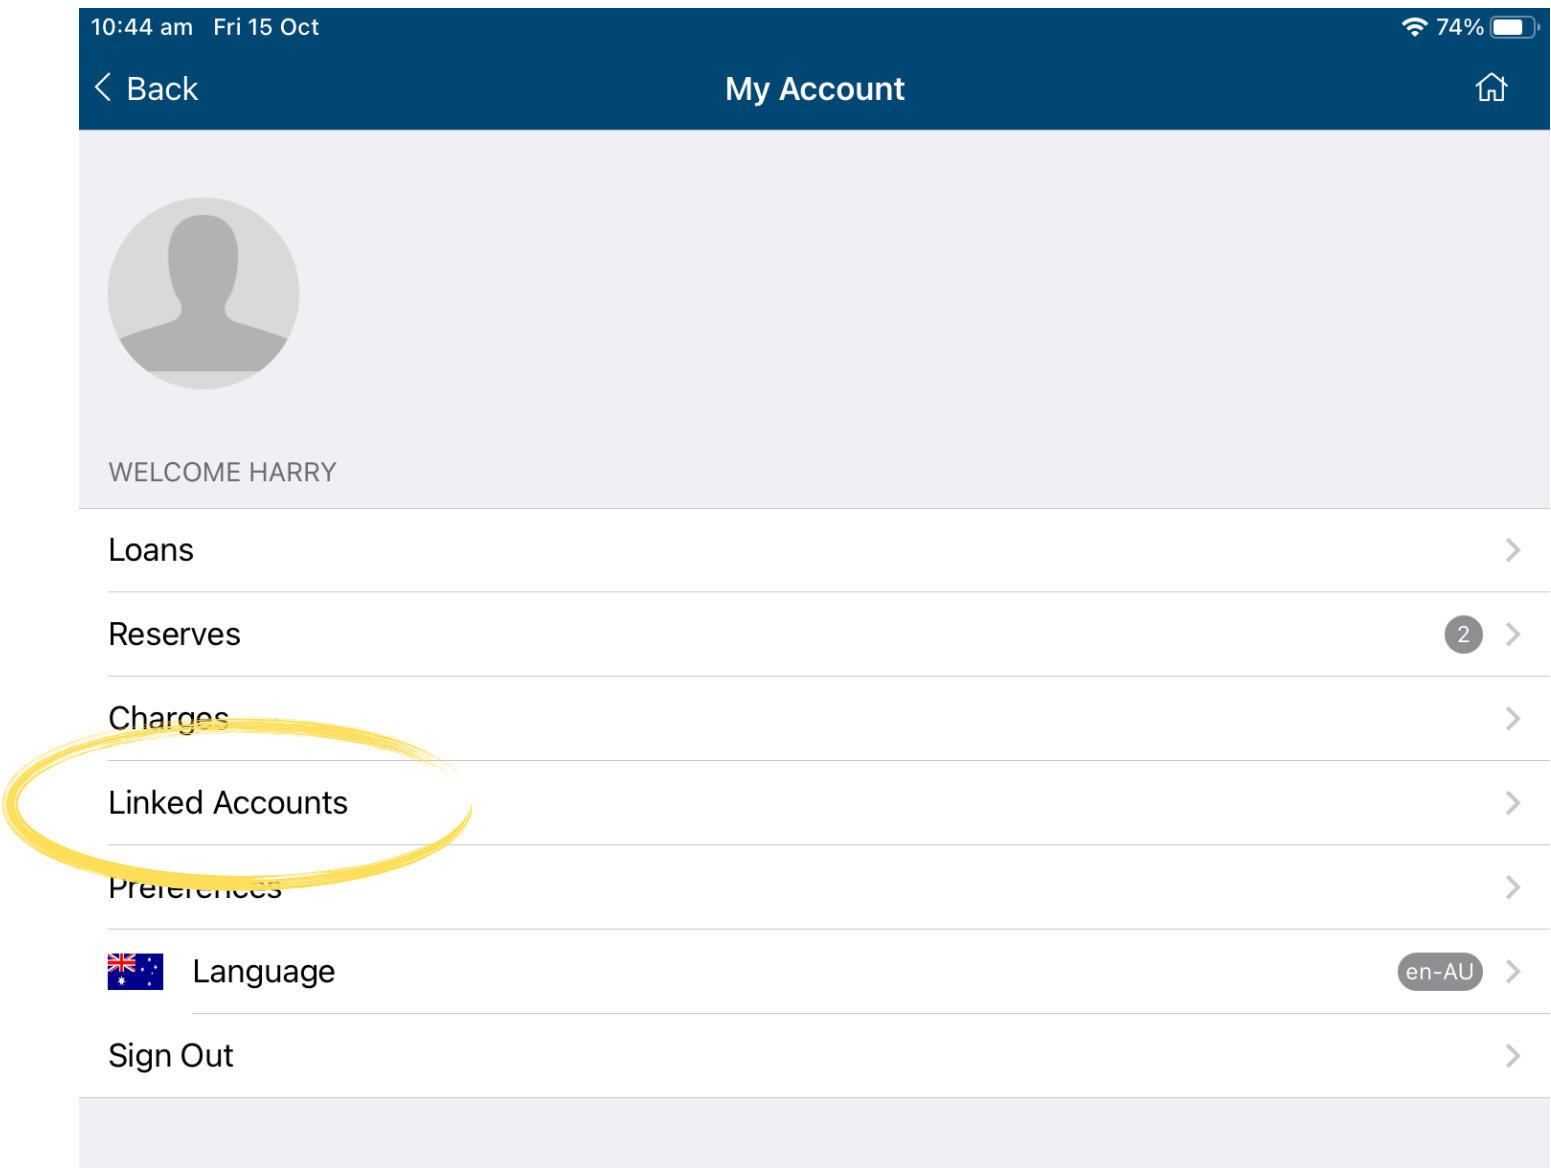 10:44 am Fri 15 Oct 74%
Back My Account
WELCOME HARRY
Loans
Reserves 2
Charges
Linked Accounts
Preferences
Language en-AU
Sign Out